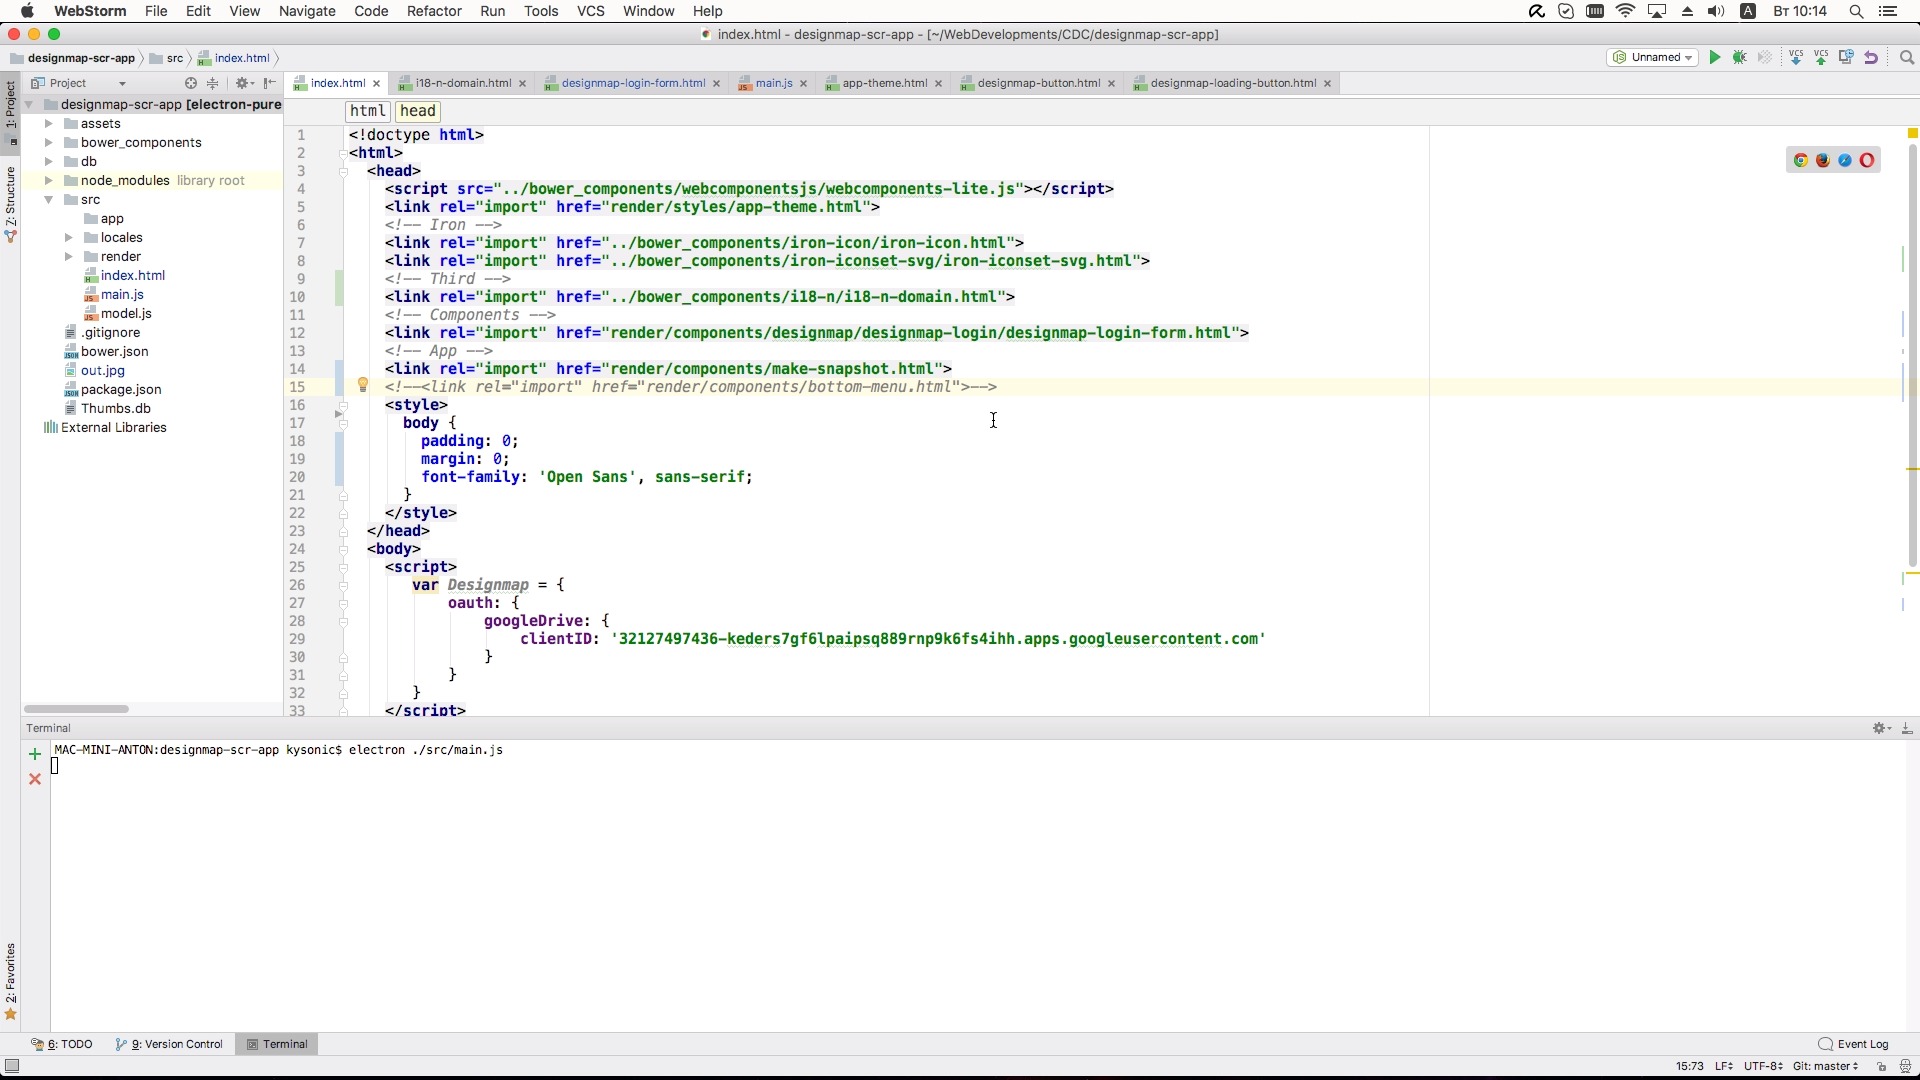 WebStorm File Edit View Navigate Code Refactor Run Tools VCS Window Help A Вт 10:14
index.html - designmap-scr-app - [~/WebDevelopments/CDC/designmap-scr-app]
designmap-scr-app src index.html Unnamed VCS VCS
Project index.html i18-n-domain.html designmap-login-form.html main.js app-theme.html designmap-button.html designmap-loading-button.html
1: Project
7: Structure
2: Favorites
designmap-scr-app [electron-pure
assets
bower_components
db
node_modules library root
src
app
locales
render
index.html
main.js
model.js
.gitignore
bower.json
out.jpg
package.json
Thumbs.db
External Libraries
html head
1 <!doctype html>
2 <html>
3 <head>
4 <script src="../bower_components/webcomponentsjs/webcomponents-lite.js"></script>
5 <link rel="import" href="render/styles/app-theme.html">
6 <!-- Iron -->
7 <link rel="import" href="../bower_components/iron-icon/iron-icon.html">
8 <link rel="import" href="../bower_components/iron-iconset-svg/iron-iconset-svg.html">
9 <!-- Third -->
10 <link rel="import" href="../bower_components/i18-n/i18-n-domain.html">
11 <!-- Components -->
12 <link rel="import" href="render/components/designmap/designmap-login/designmap-login-form.html">
13 <!-- App -->
14 <link rel="import" href="render/components/make-snapshot.html">
15 <!--<link rel="import" href="render/components/bottom-menu.html">-->
16 <style>
17 body {
18 padding: 0;
19 margin: 0;
20 font-family: 'Open Sans', sans-serif;
21 }
22 </style>
23 </head>
24 <body>
25 <script>
26 var Designmap = {
27 oauth: {
28 googleDrive: {
29 clientID: '32127497436-keders7gf6lpaipsq889rnp9k6fs4ihh.apps.googleusercontent.com'
30 }
31 }
32 }
33 </script>
Terminal
MAC-MINI-ANTON:designmap-scr-app kysonic$ electron ./src/main.js
6: TODO 9: Version Control Terminal Event Log
15:73 LF UTF-8 Git: master